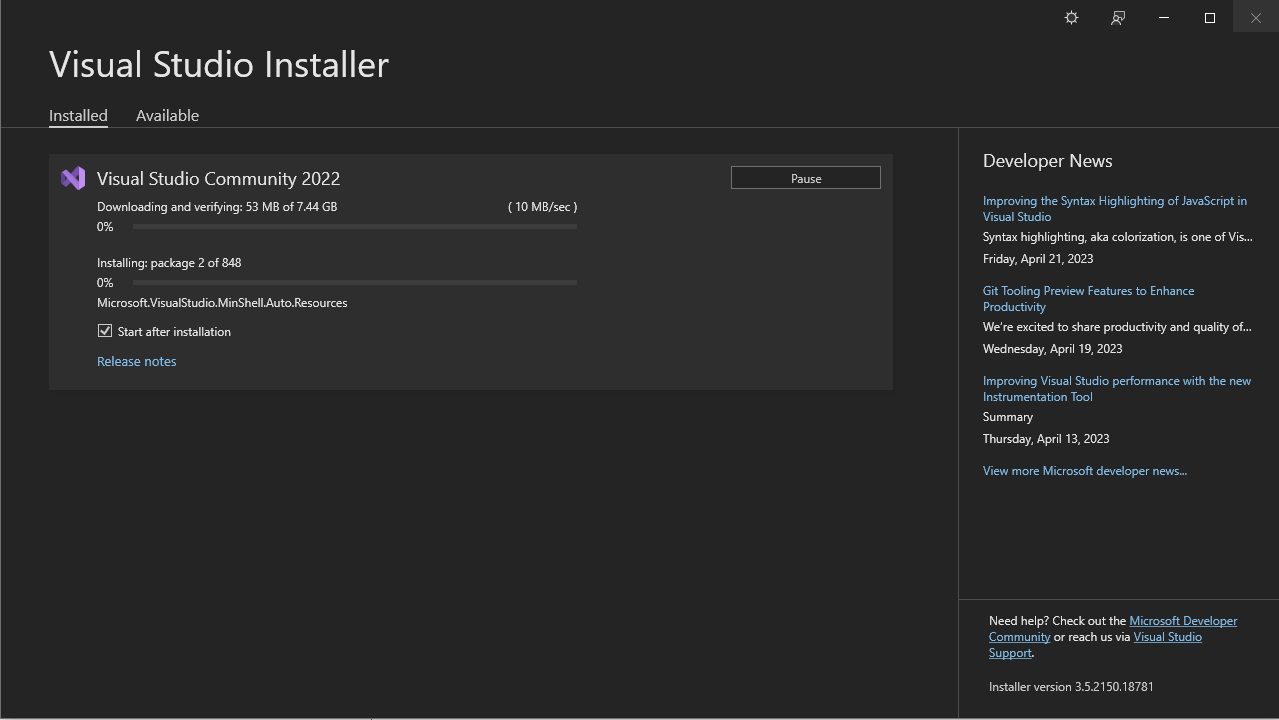 Visual Studio Installer
Installed
Available
Visual Studio Community 2022
Pause
Downloading and verifying: 53 MB of 7.44 GB
( 10 MB/sec )
0%
Installing: package 2 of 848
0%
Microsoft.VisualStudio.MinShell.Auto.Resources
Start after installation
Release notes
Developer News
Improving the Syntax Highlighting of JavaScript in
Visual Studio
Syntax highlighting, aka colorization, is one of Vis...
Friday, April 21, 2023
Git Tooling Preview Features to Enhance
Productivity
We're excited to share productivity and quality of...
Wednesday, April 19, 2023
Improving Visual Studio performance with the new
Instrumentation Tool
Summary
Thursday, April 13, 2023
View more Microsoft developer news...
Need help? Check out the Microsoft Developer
Community or reach us via Visual Studio
Support.
Installer version 3.5.2150.18781